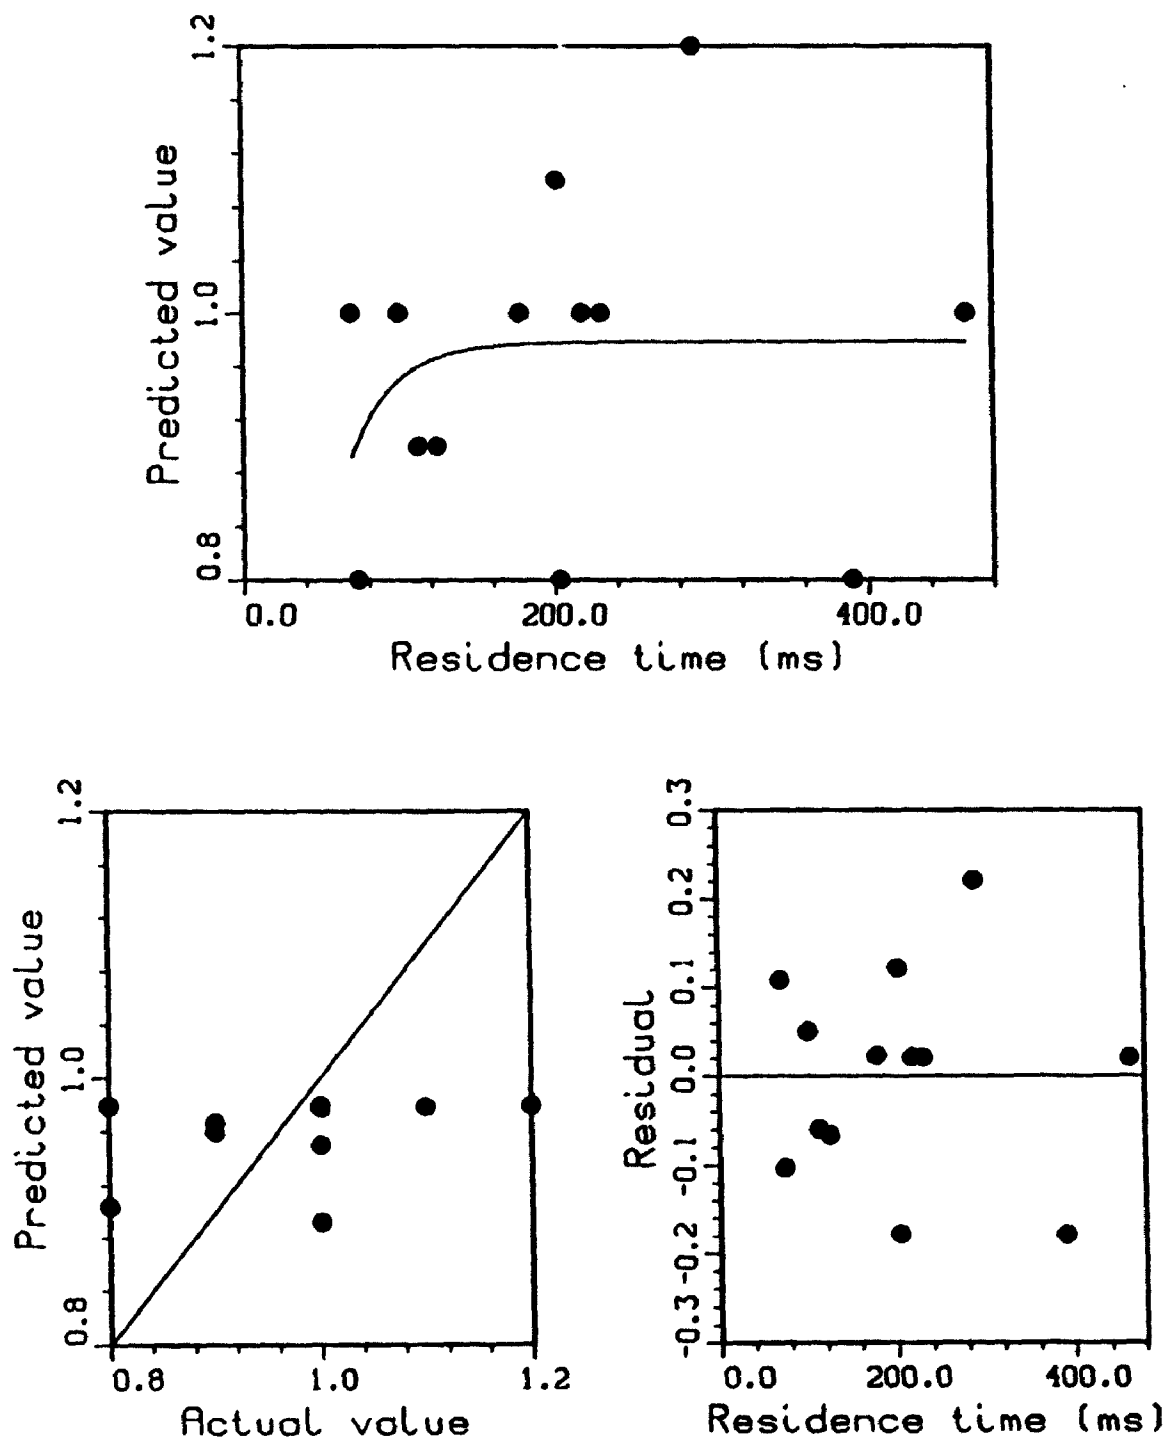 Predicted value
1.2
1.0
0.8
0.0 200.0 400.0
Residence time (ms)
Predicted value
1.2
1.0
0.8
0.8 1.0 1.2
Actual value
Residual
0.3
0.2
0.1
0.0
-0.1
-0.2
-0.3
0.0 200.0 400.0
Residence time (ms)